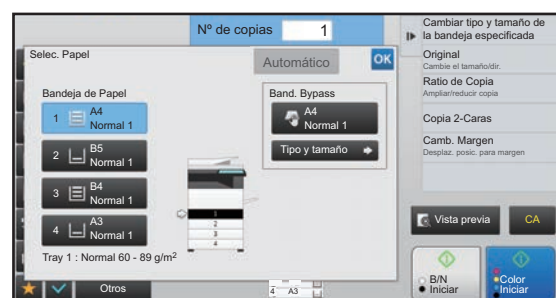 Nº de copias 1
Selec. Papel
Automático
OK
Bandeja de Papel
1 A4
Normal 1
2 B5
Normal 1
3 B4
Normal 1
4 A3
Normal 1
Band. Bypass
A4
Normal 1
Tipo y tamaño
1
2
3
4
Tray 1 : Normal 60 - 89 g/m2
Cambiar tipo y tamaño de
la bandeja especificada
Original
Cambie el tamaño/dir.
Ratio de Copia
Ampliar/reducir copia
Copia 2-Caras
Camb. Margen
Desplaz. posic. para margen
Vista previa
CA
B/N
Iniciar
Color
Iniciar
Otros
4 A3